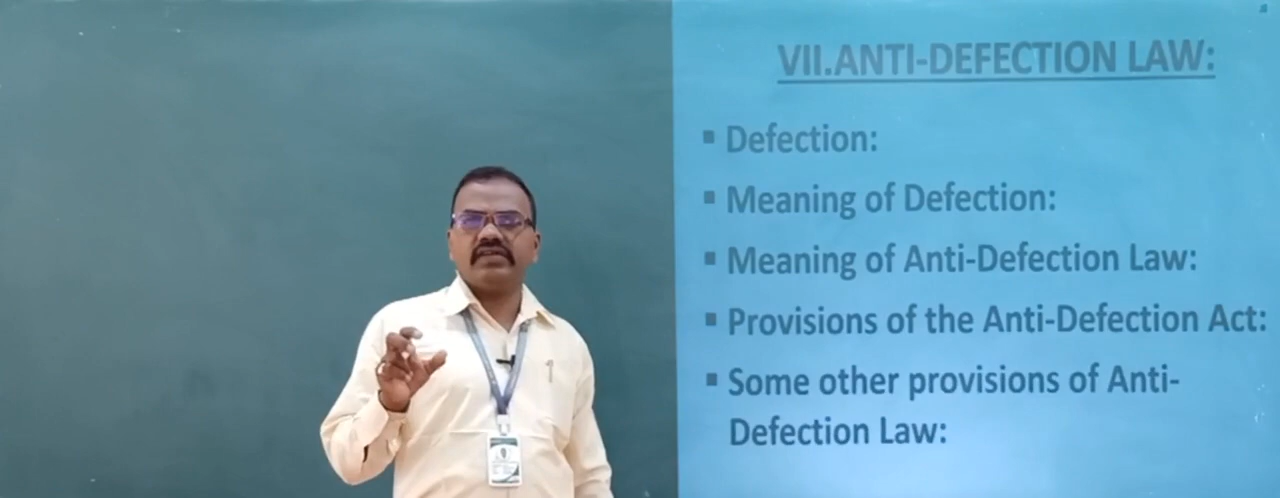 VII.ANTI-DEFECTION LAW:
▪ Defection:
▪ Meaning of Defection:
▪ Meaning of Anti-Defection Law:
▪ Provisions of the Anti-Defection Act:
▪ Some other provisions of Anti-
Defection Law: